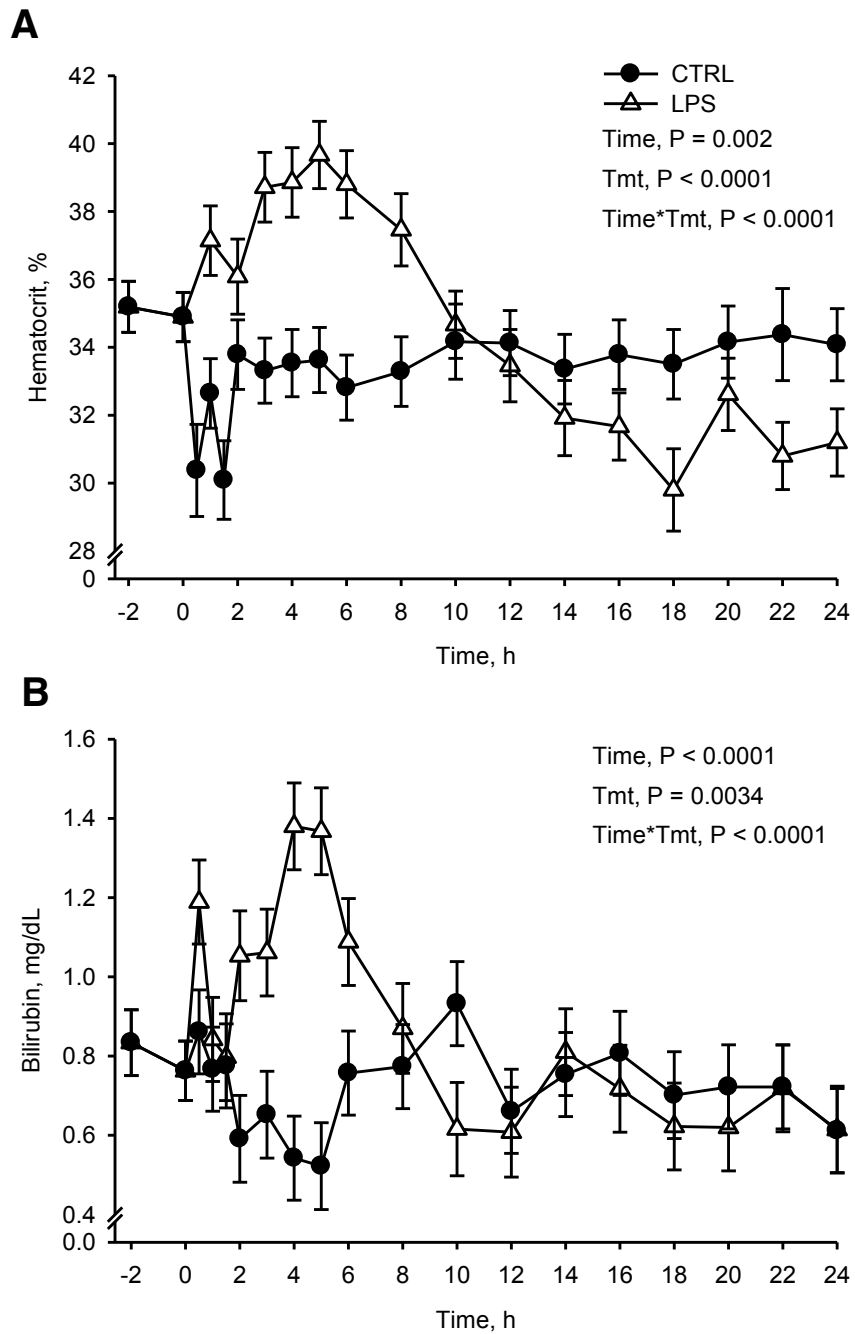 A
42
40
38
36
34
32
30
28
0
Hematocrit, %
CTRL
LPS
Time, P = 0.002
Tmt, P < 0.0001
Time*Tmt, P < 0.0001
-2 0 2 4 6 8 10 12 14 16 18 20 22 24
Time, h
B
1.6
1.4
1.2
1.0
0.8
0.6
0.4
0.0
Bilirubin, mg/dL
Time, P < 0.0001
Tmt, P = 0.0034
Time*Tmt, P < 0.0001
-2 0 2 4 6 8 10 12 14 16 18 20 22 24
Time, h